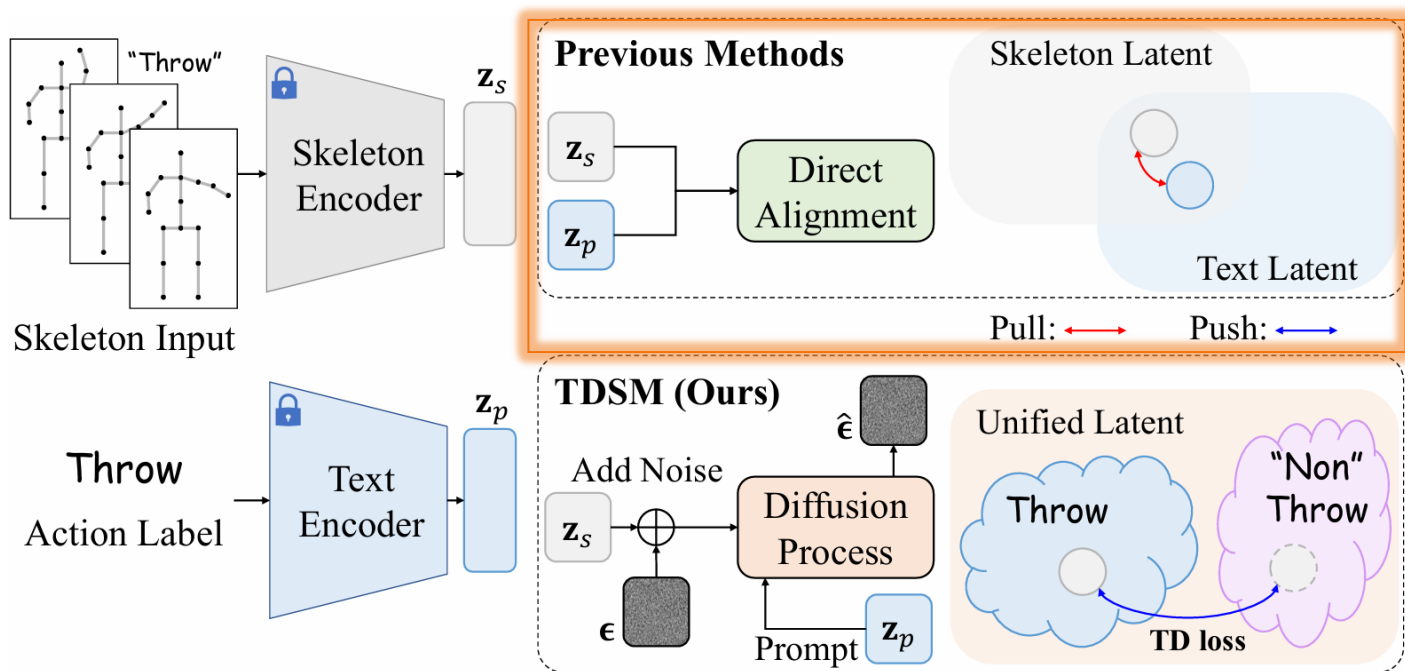 "Throw"
z_s
Skeleton
Encoder
Skeleton Input
Previous Methods
z_s
z_p
Direct
Alignment
Skeleton Latent
Text Latent
Pull:
Push:
Throw
Action Label
Text
Encoder
z_p
TDSM (Ours)
Add Noise
z_s
ϵ
ϵ̂
Diffusion
Process
Prompt
z_p
Unified Latent
Throw
"Non"
Throw
TD loss